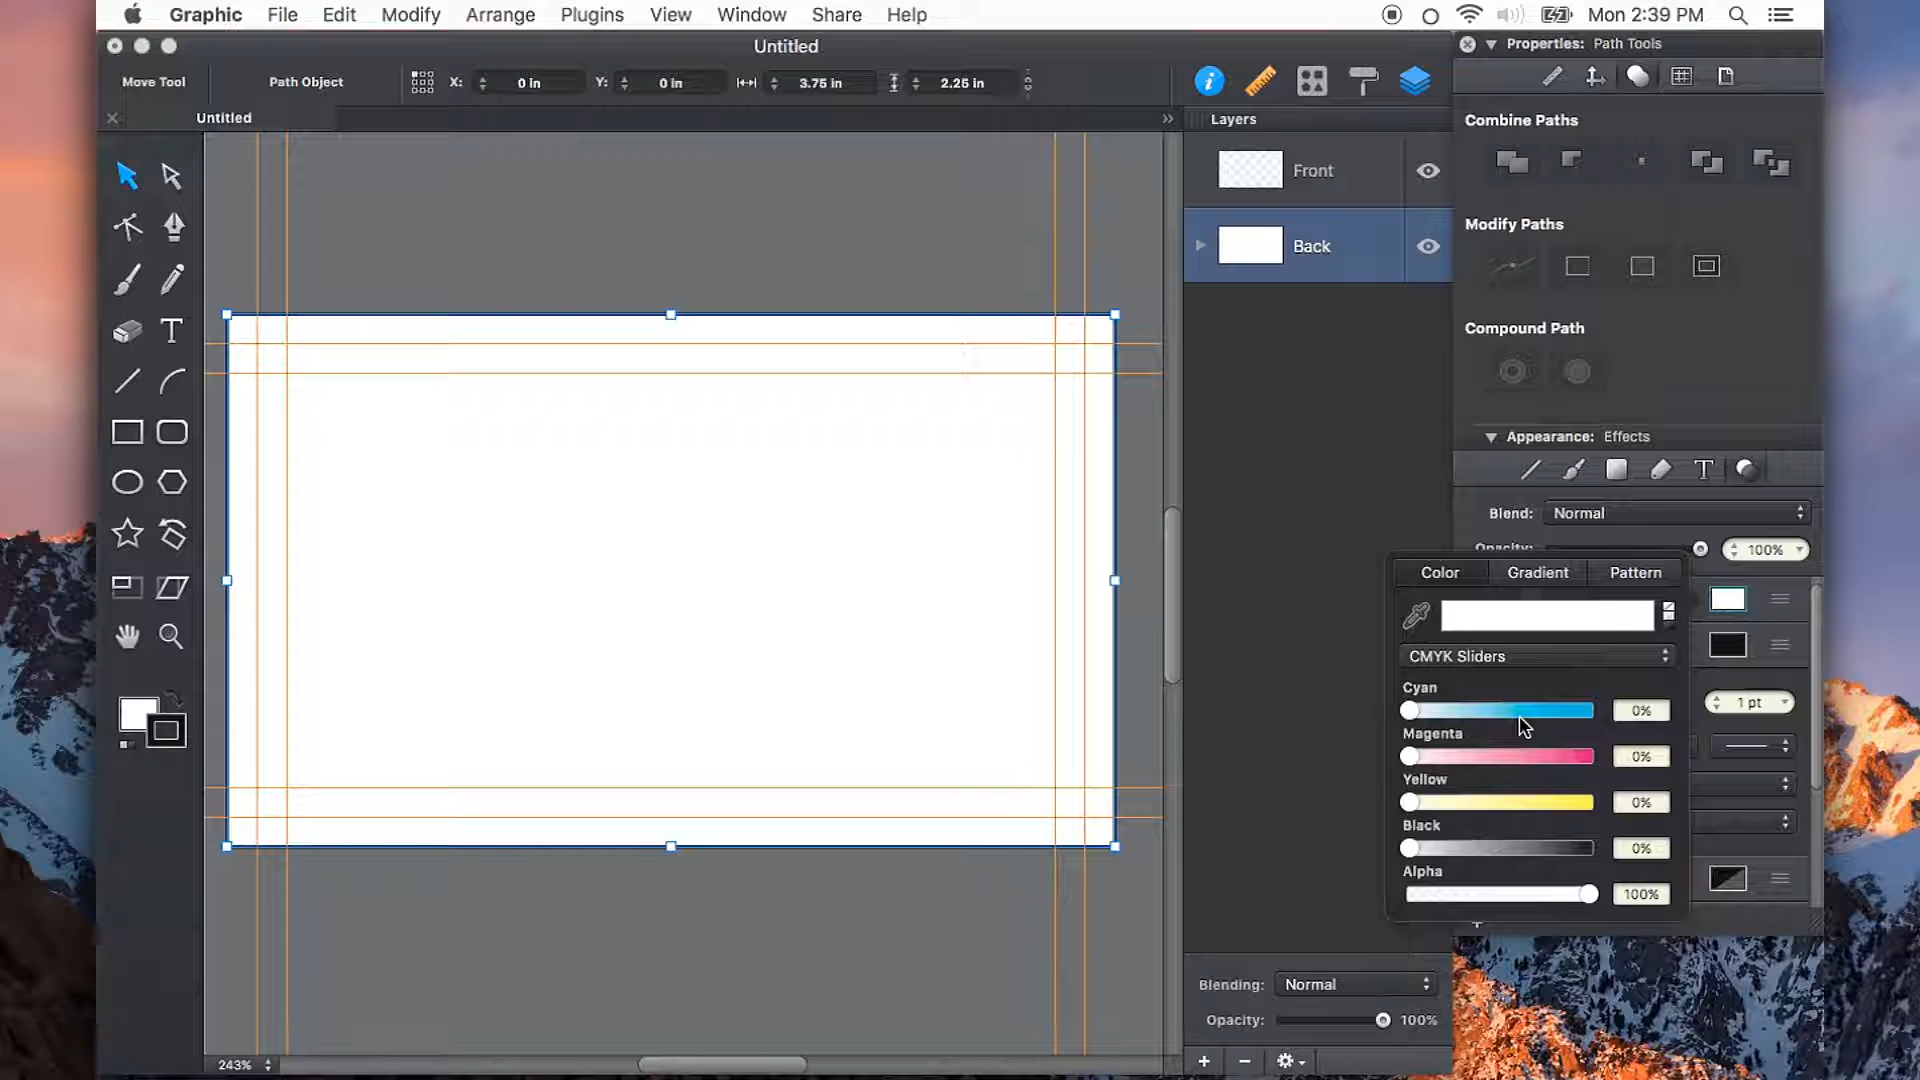 Graphic File Edit Modify Arrange Plugins View Window Share Help Mon 2:39 PM
Untitled
Properties: Path Tools
Move Tool Path Object X: 0 in Y: 0 in 3.75 in 2.25 in
Untitled
Layers
Combine Paths
Front
Modify Paths
Back
Compound Path
Appearance: Effects
Blend: Normal
Opacity: 100%
Color Gradient Pattern
CMYK Sliders
Cyan
0%
1 pt
Magenta
0%
Yellow
0%
Black
0%
Alpha
100%
Blending: Normal
Opacity: 100%
243%